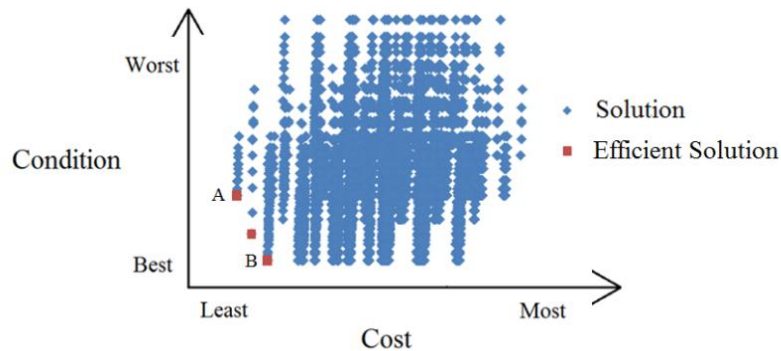 Worst
Condition
Best
A
B
Least
Most
Cost
Solution
Efficient Solution